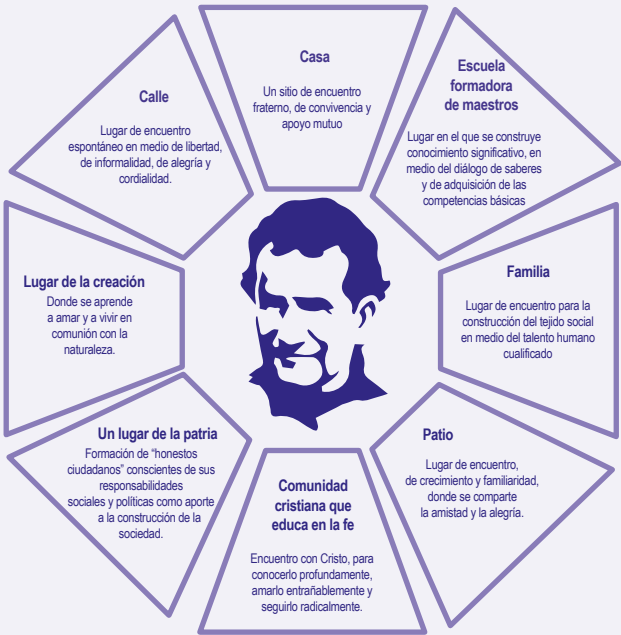 Casa
Un sitio de encuentro
fraterno, de convivencia y
apoyo mutuo
Escuela
formadora
de maestros
Lugar en el que se construye
conocimiento significativo, en
medio del diálogo de saberes
y de adquisición de las
competencias básicas
Familia
Lugar de encuentro para la
construcción del tejido social
en medio del talento humano
cualificado
Patio
Lugar de encuentro,
de crecimiento y familiaridad,
donde se comparte
la amistad y la alegría.
Comunidad
cristiana que
educa en la fe
Encuentro con Cristo, para
conocerlo profundamente,
amarlo entrañablemente y
seguirlo radicalmente.
Un lugar de la patria
Formación de “honestos
ciudadanos” conscientes de sus
responsabilidades
sociales y políticas como aporte
a la construcción de la
sociedad.
Lugar de la creación
Donde se aprende
a amar y a vivir en
comunión con la
naturaleza.
Calle
Lugar de encuentro
espontáneo en medio de libertad,
de informalidad, de alegría y
cordialidad.